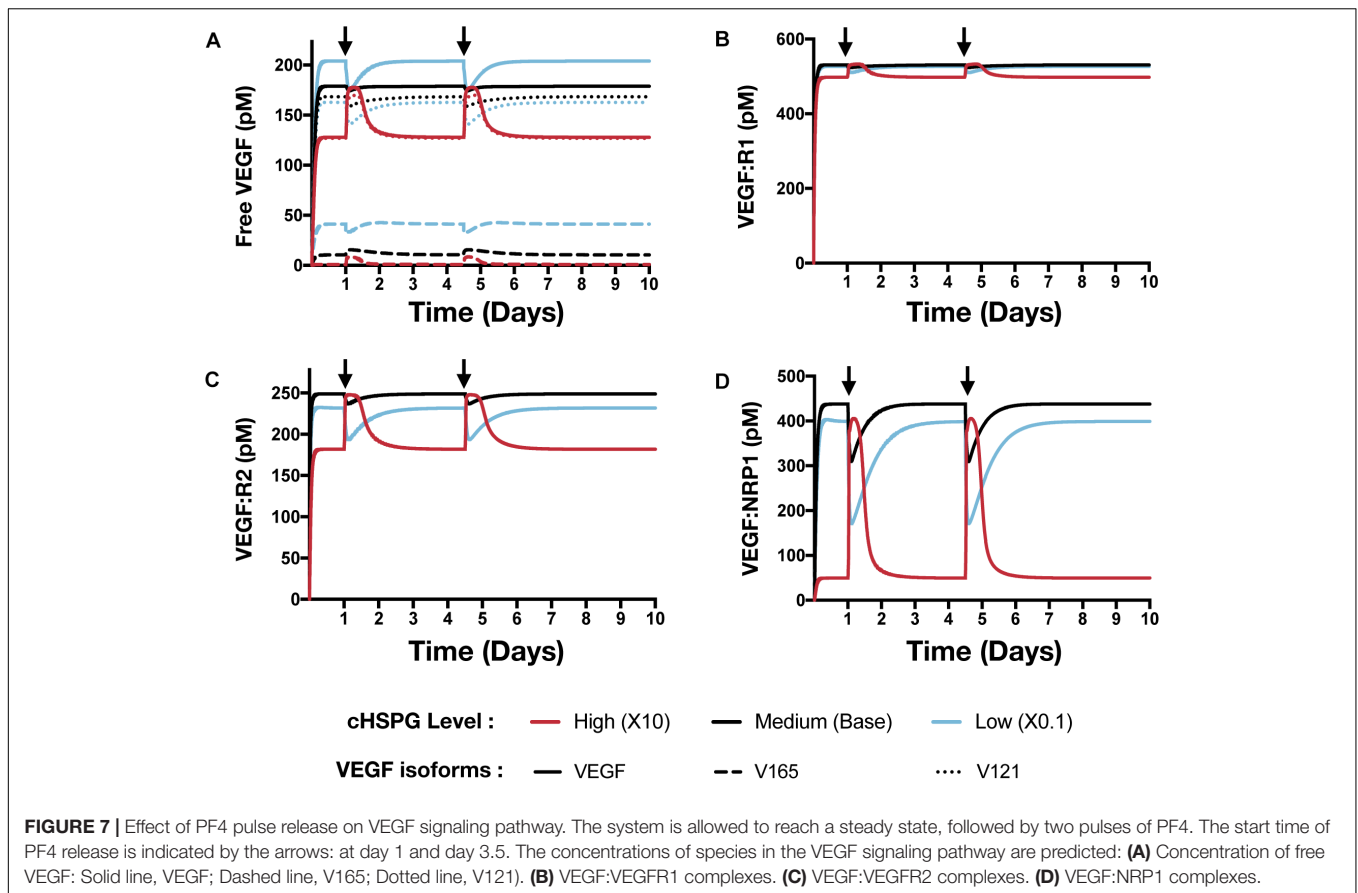 A
Free VEGF (pM)
200
150
100
50
0
1 2 3 4 5 6 7 8 9 10
Time (Days)
B
VEGF:R1 (pM)
600
400
200
0
1 2 3 4 5 6 7 8 9 10
Time (Days)
C
VEGF:R2 (pM)
250
200
150
100
50
0
1 2 3 4 5 6 7 8 9 10
Time (Days)
D
VEGF:NRP1 (pM)
500
400
300
200
100
0
1 2 3 4 5 6 7 8 9 10
Time (Days)
cHSPG Level : High (X10) Medium (Base) Low (X0.1)
VEGF isoforms : VEGF V165 V121
FIGURE 7 | Effect of PF4 pulse release on VEGF signaling pathway. The system is allowed to reach a steady state, followed by two pulses of PF4. The start time of
PF4 release is indicated by the arrows: at day 1 and day 3.5. The concentrations of species in the VEGF signaling pathway are predicted: (A) Concentration of free
VEGF: Solid line, VEGF; Dashed line, V165; Dotted line, V121). (B) VEGF:VEGFR1 complexes. (C) VEGF:VEGFR2 complexes. (D) VEGF:NRP1 complexes.